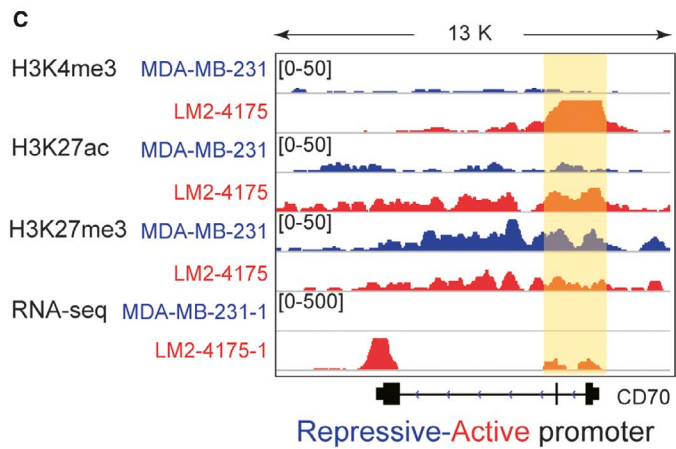 C
13 K
H3K4me3 MDA-MB-231 [0-50]
LM2-4175
H3K27ac MDA-MB-231 [0-50]
LM2-4175
H3K27me3 MDA-MB-231 [0-50]
LM2-4175
RNA-seq MDA-MB-231-1 [0-500]
LM2-4175-1
CD70
Repressive-Active promoter